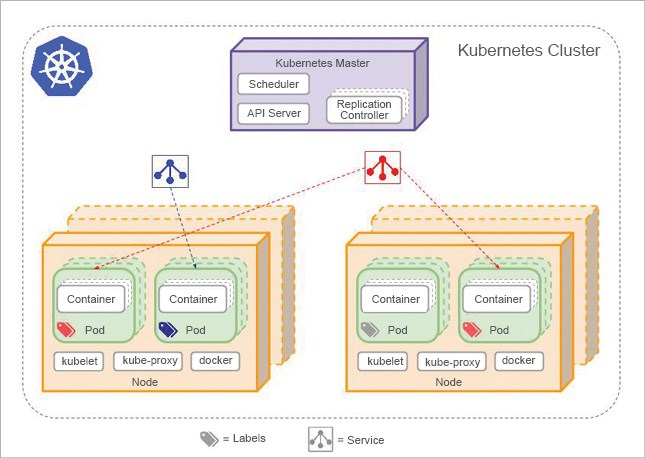 Kubernetes Cluster
Kubernetes Master
Scheduler
API Server
Replication
Controller
Container
Pod
Container
Pod
kubelet
kube-proxy
docker
Node
Container
Pod
Container
Pod
kubelet
kube-proxy
docker
Node
= Labels
= Service